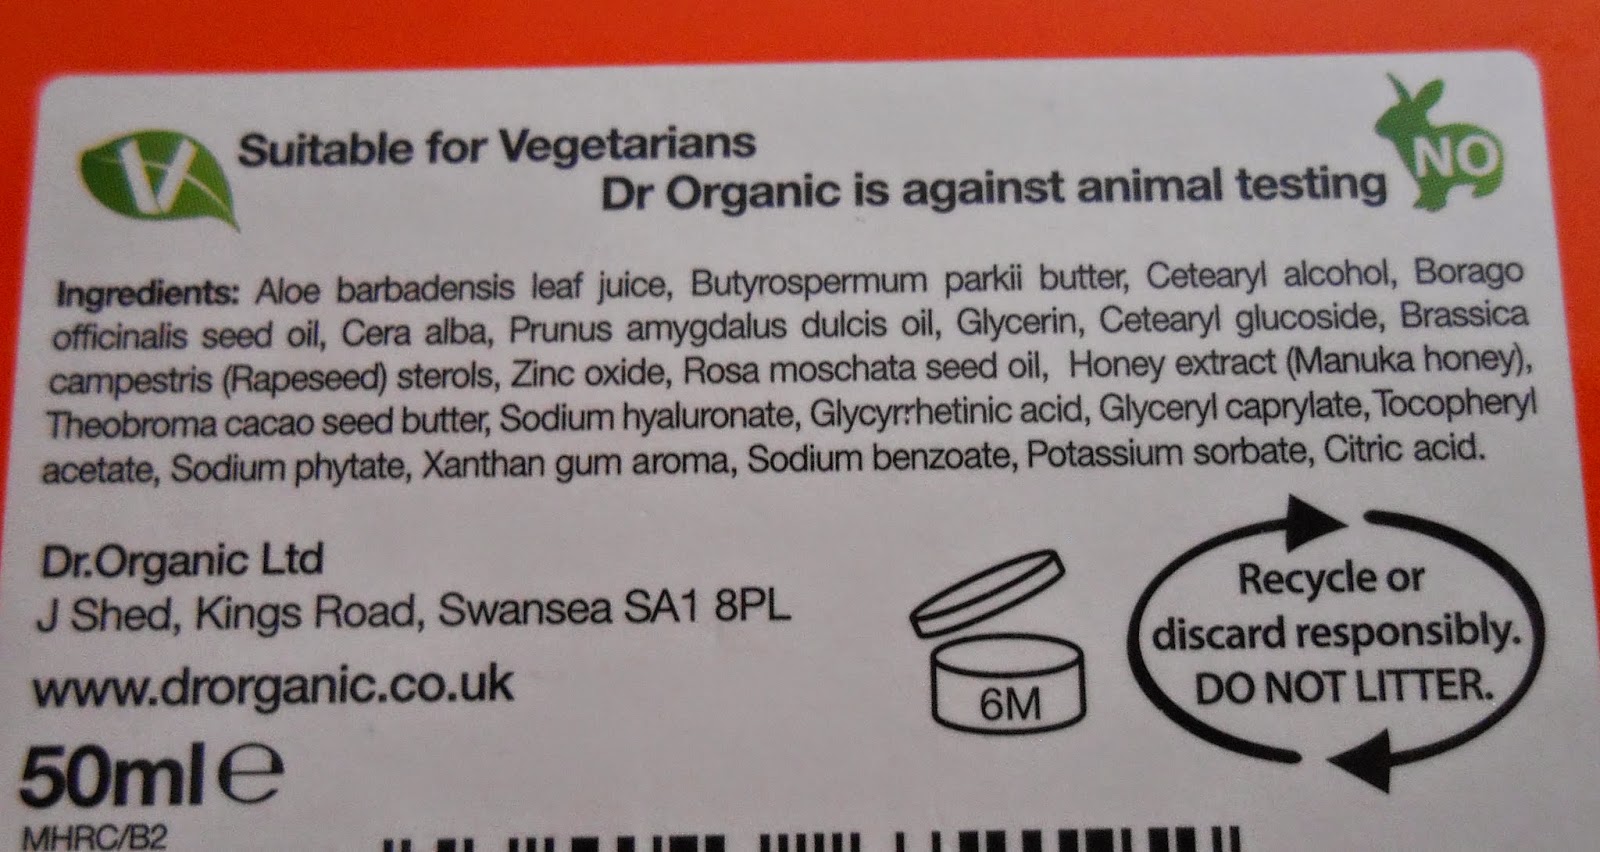 V
Suitable for Vegetarians
Dr Organic is against animal testing
NO
Ingredients: Aloe barbadensis leaf juice, Butyrospermum parkii butter, Cetearyl alcohol, Borago
officinalis seed oil, Cera alba, Prunus amygdalus dulcis oil, Glycerin, Cetearyl glucoside, Brassica
campestris (Rapeseed) sterols, Zinc oxide, Rosa moschata seed oil, Honey extract (Manuka honey),
Theobroma cacao seed butter, Sodium hyaluronate, Glycyrrhetinic acid, Glyceryl caprylate, Tocopheryl
acetate, Sodium phytate, Xanthan gum aroma, Sodium benzoate, Potassium sorbate, Citric acid.
Dr.Organic Ltd
J Shed, Kings Road, Swansea SA1 8PL
www.drorganic.co.uk
50ml e
MHRC/B2
6M
Recycle or
discard responsibly.
DO NOT LITTER.